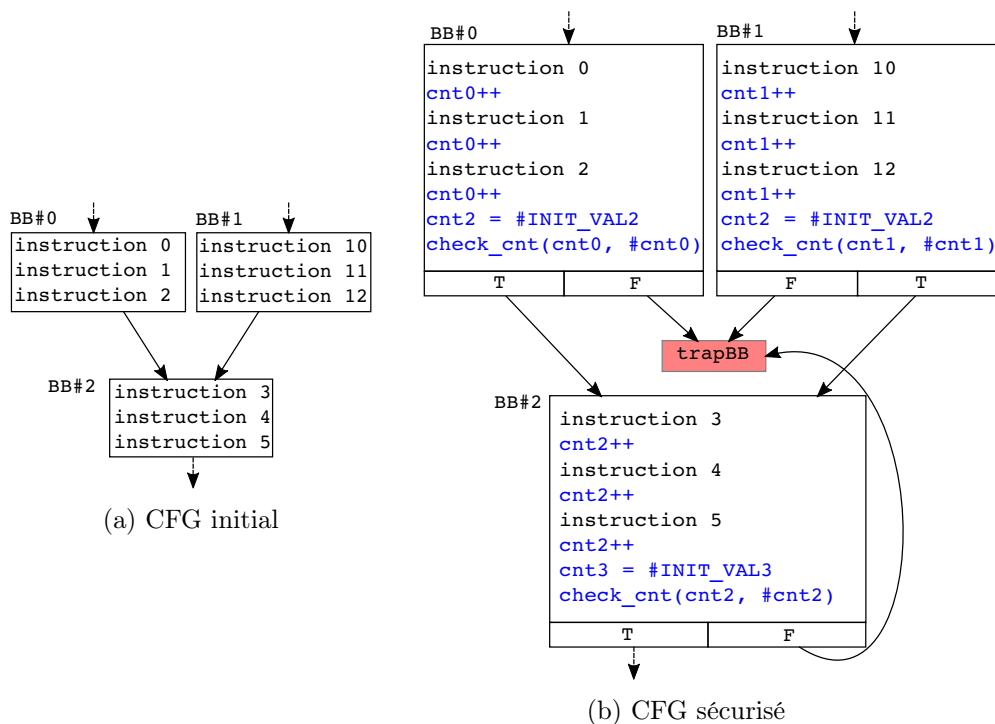 BB#0
BB#1
instruction 0
instruction 1
instruction 2
instruction 10
instruction 11
instruction 12
BB#2
instruction 3
instruction 4
instruction 5
(a) CFG initial
BB#0
instruction 0
cnt0++
instruction 1
cnt0++
instruction 2
cnt0++
cnt2 = #INIT_VAL2
check_cnt(cnt0, #cnt0)
T
F
BB#1
instruction 10
cnt1++
instruction 11
cnt1++
instruction 12
cnt1++
cnt2 = #INIT_VAL2
check_cnt(cnt1, #cnt1)
F
T
trapBB
BB#2
instruction 3
cnt2++
instruction 4
cnt2++
instruction 5
cnt2++
cnt3 = #INIT_VAL3
check_cnt(cnt2, #cnt2)
T
F
(b) CFG sécurisé